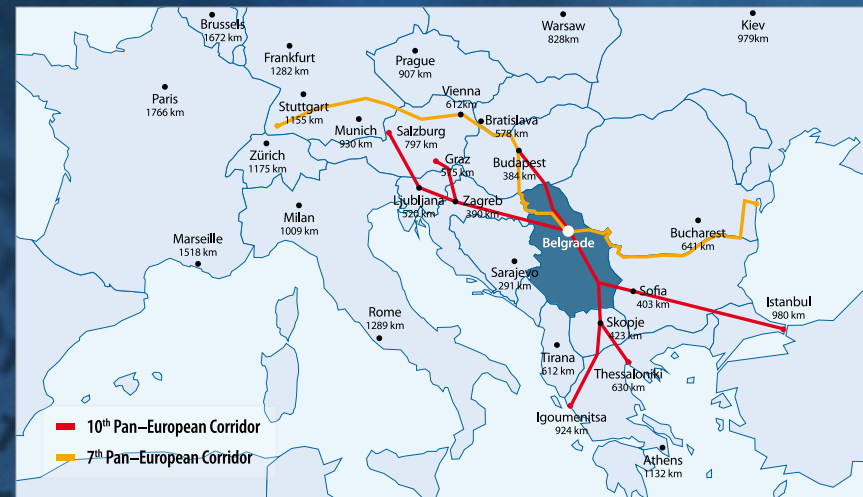 Brussels
1672 km
Warsaw
828km
Kiev
979km
Frankfurt
1282 km
Prague
907 km
Paris
1766 km
Stuttgart
1155 km
Vienna
612km
Munich
930 km
Salzburg
797 km
Bratislava
578 km
Zürich
1175 km
Graz
575 km
Budapest
384 km
Ljubljana
520 km
Zagreb
390 km
Milan
1009 km
Marseille
1518 km
Belgrade
Bucharest
641 km
Sarajevo
291 km
Sofia
403 km
Istanbul
980 km
Rome
1289 km
Skopje
423 km
Tirana
612 km
Thessaloniki
630 km
Igoumenitsa
924 km
Athens
1132 km
10th Pan–European Corridor
7th Pan–European Corridor